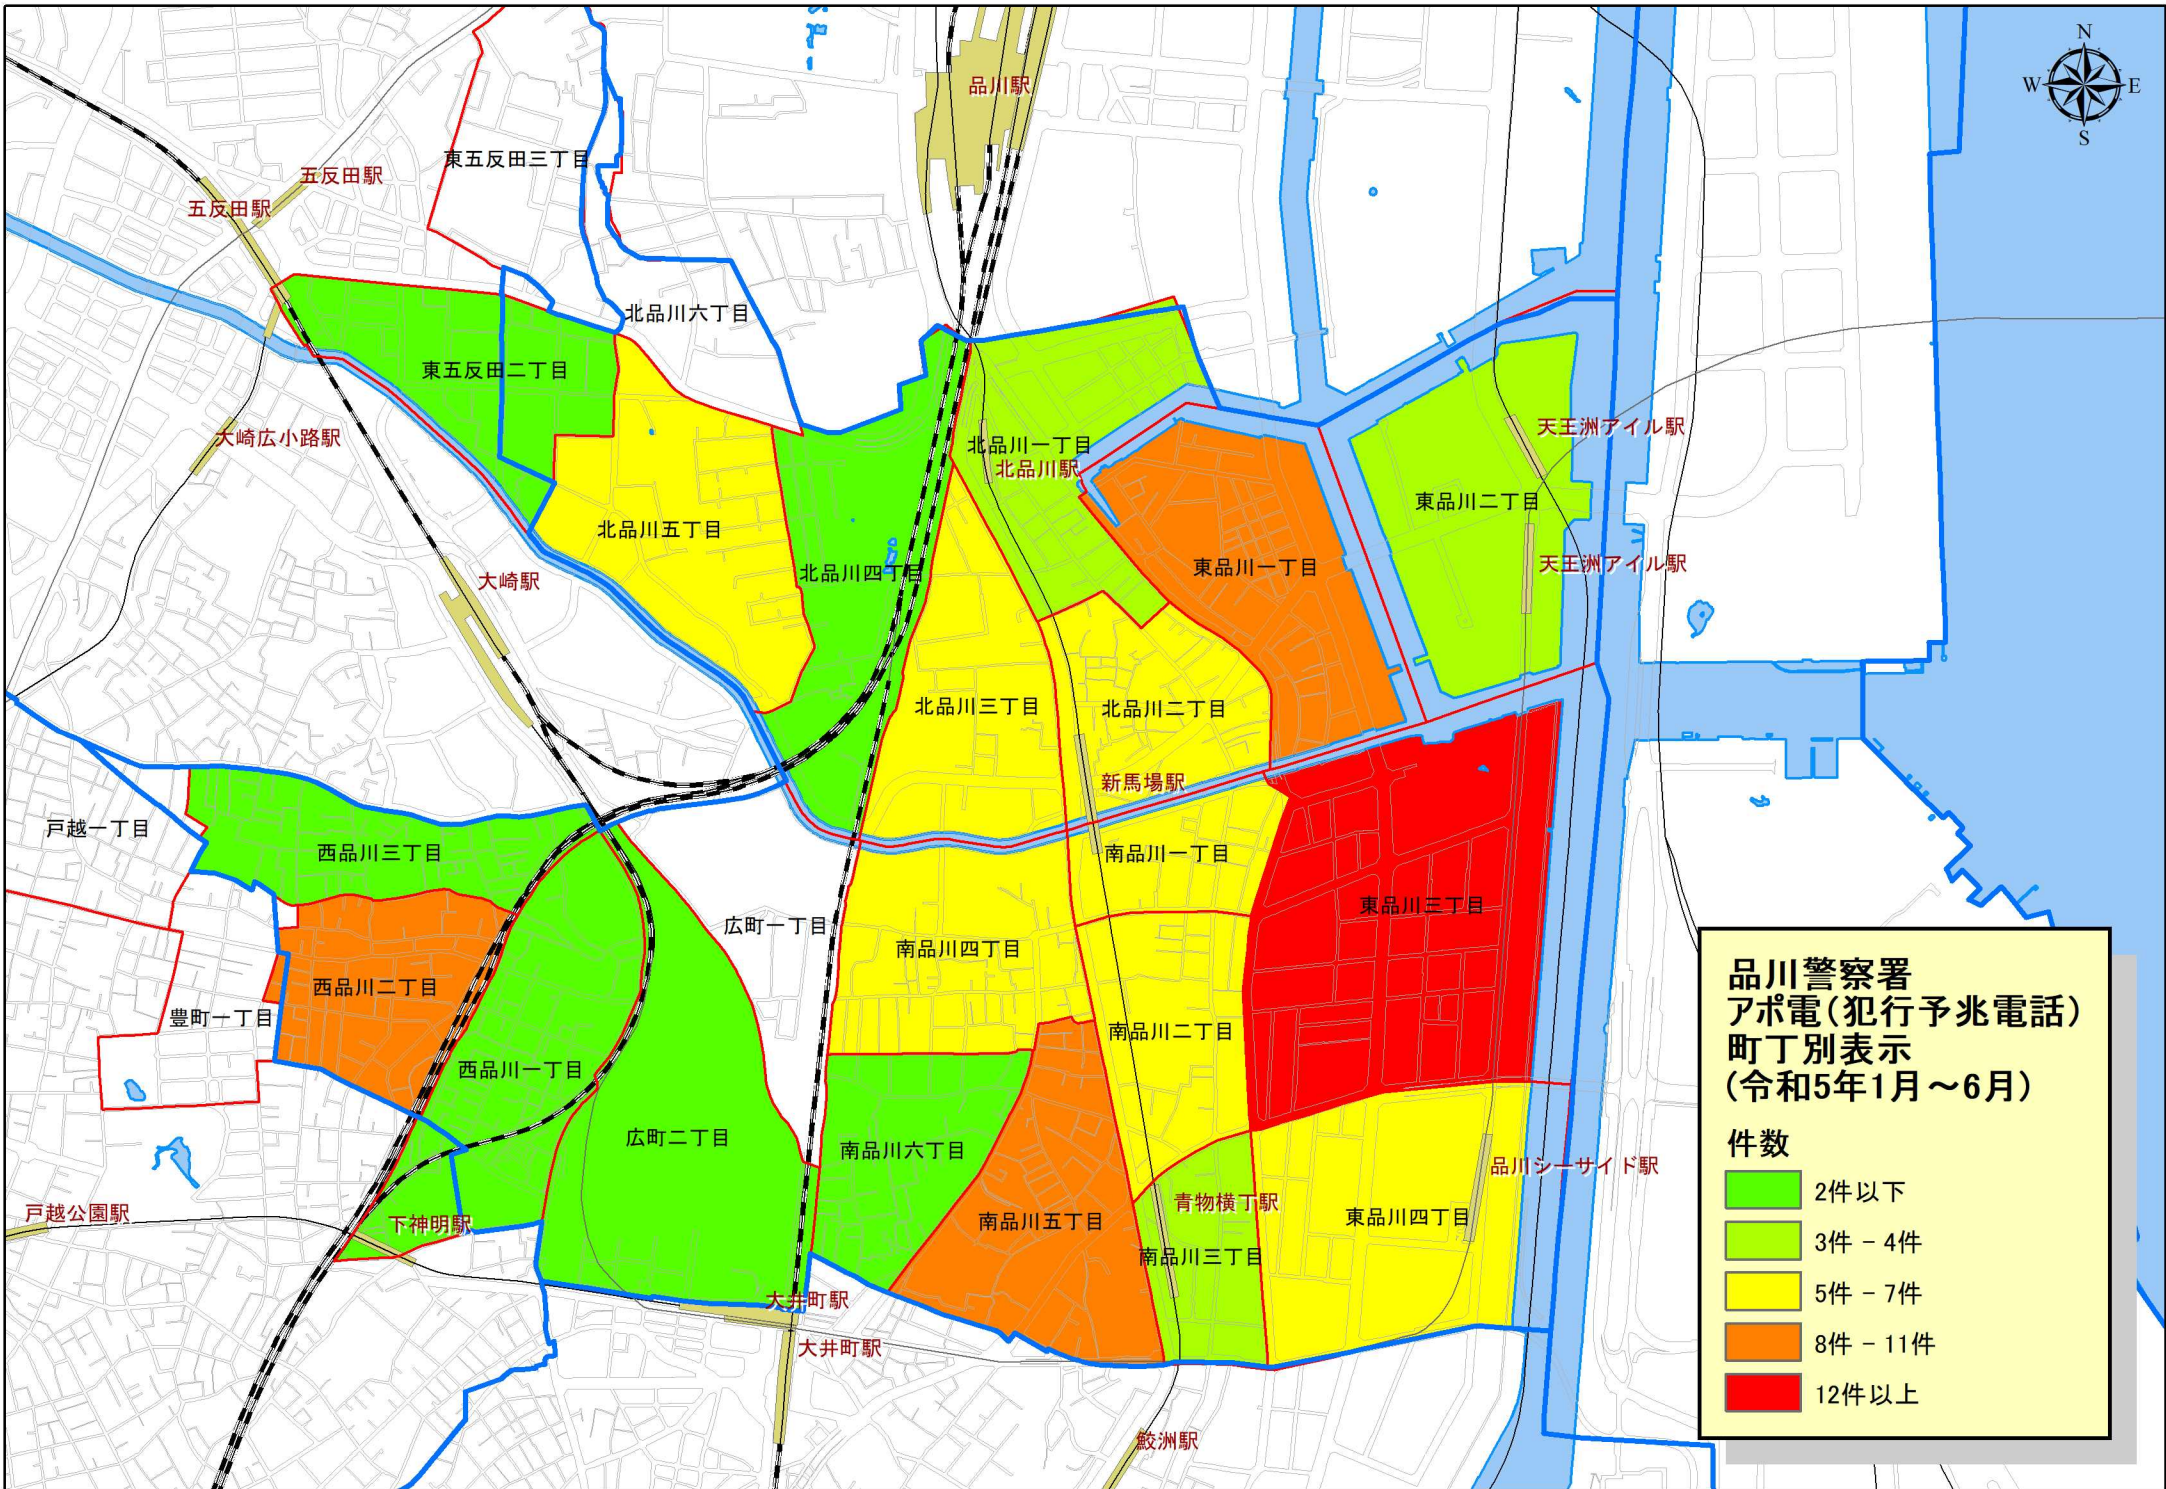 N
W
E
S
品川駅
東五反田三丁目
五反田駅
五反田駅
北品川六丁目
東五反田二丁目
大崎広小路駅
天王洲アイル駅
北品川一丁目
北品川駅
東品川二丁目
北品川五丁目
北品川四丁目
東品川一丁目
天王洲アイル駅
大崎駅
北品川三丁目
北品川二丁目
新馬場駅
戸越一丁目
西品川三丁目
南品川一丁目
東品川三丁目
広町一丁目
南品川四丁目
西品川二丁目
豊町一丁目
南品川二丁目
西品川一丁目
広町二丁目
南品川六丁目
品川シーサイド駅
戸越公園駅
下神明駅
南品川五丁目
青物横丁駅
東品川四丁目
南品川三丁目
大井町駅
大井町駅
鮫洲駅
品川警察署
アポ電(犯行予兆電話)
町丁別表示
(令和5年1月～6月)
件数
2件以下
3件 - 4件
5件 - 7件
8件 - 11件
12件以上